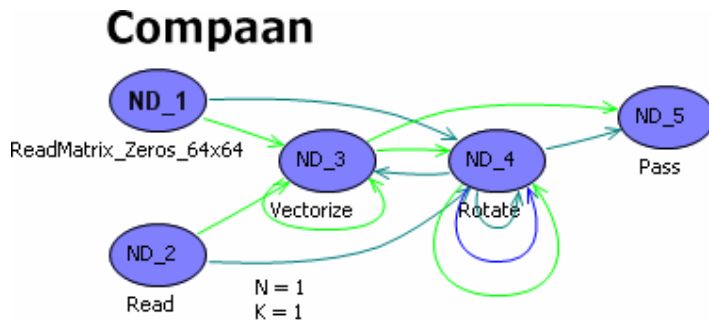 Compaan
ND_1
ReadMatrix_Zeros_64x64
ND_3
Vectorize
ND_4
Rotate
ND_5
Pass
ND_2
Read
N = 1
K = 1